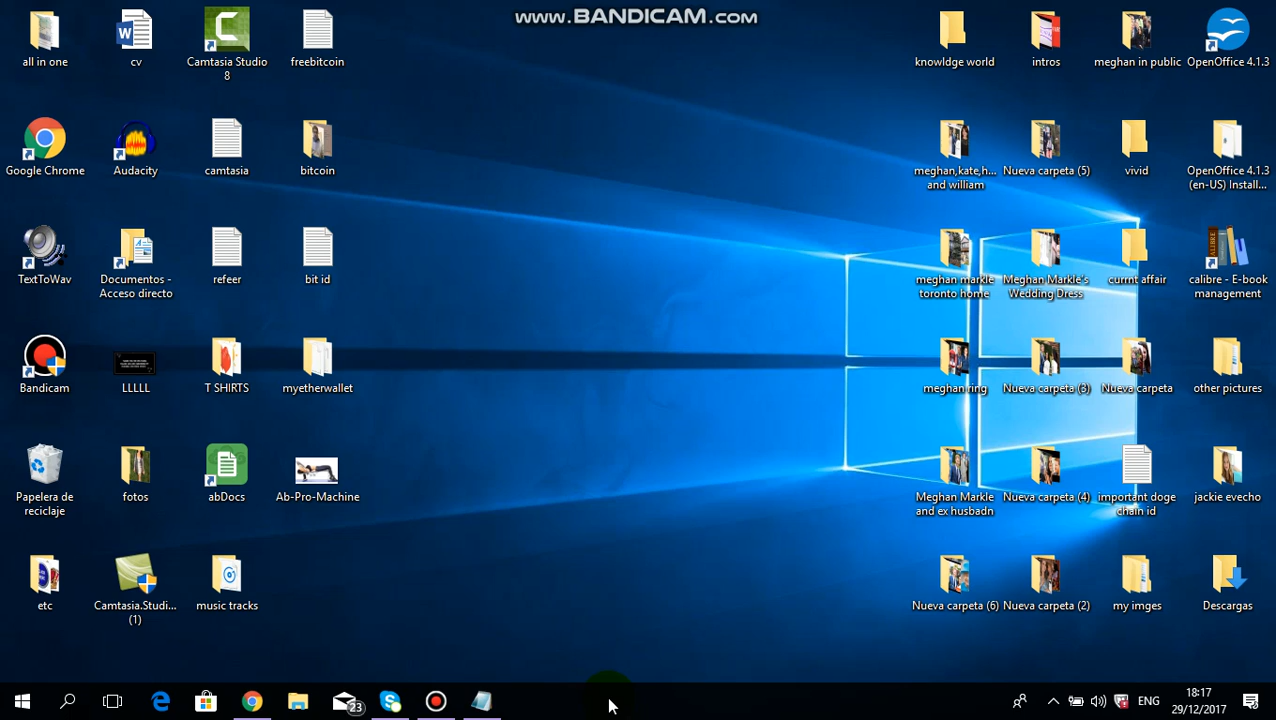 www.BANDICAM.com
all in one
cv
Camtasia Studio
8
freebitcoin
knowldge world
intros
meghan in public
OpenOffice 4.1.3
Google Chrome
Audacity
camtasia
bitcoin
meghan,kate,h...
and william
Nueva carpeta (5)
vivid
OpenOffice 4.1.3
(en-US) Install...
TextToWav
Documentos -
Acceso directo
refeer
bit id
meghan markle
toronto home
Meghan Markle's
Wedding Dress
currnt affair
calibre - E-book
management
Bandicam
LLLLL
T SHIRTS
myetherwallet
meghan ring
Nueva carpeta (3)
Nueva carpeta
other pictures
Papelera de
reciclaje
fotos
abDocs
Ab-Pro-Machine
Meghan Markle
and ex husbadn
Nueva carpeta (4)
important doge
chain id
jackie evecho
etc
Camtasia.Studi...
(1)
music tracks
Nueva carpeta (6)
Nueva carpeta (2)
my imges
Descargas
23
ENG
18:17
29/12/2017